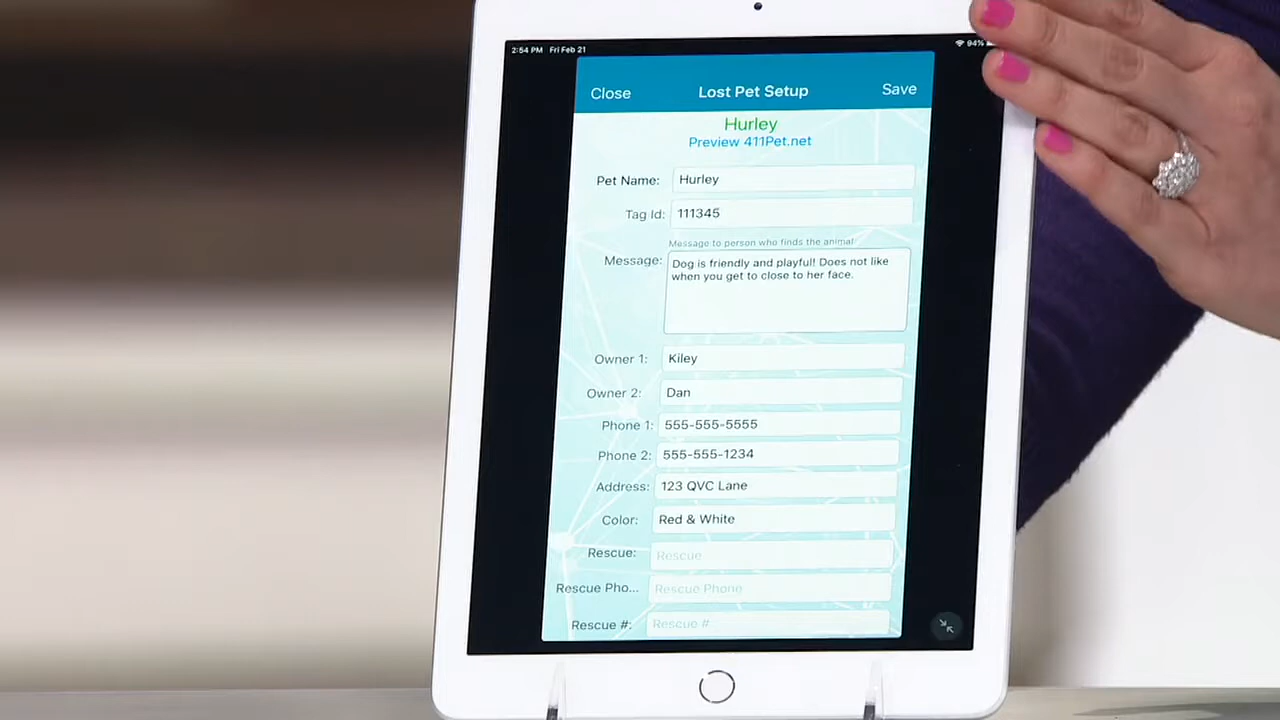 2:54 PM Fri Feb 21 94%
Close Lost Pet Setup Save
Hurley
Preview 411Pet.net
Pet Name: Hurley
Tag Id: 111345
Message to person who finds the animal:
Message: Dog is friendly and playful! Does not like
when you get to close to her face.
Owner 1: Kiley
Owner 2: Dan
Phone 1: 555-555-5555
Phone 2: 555-555-1234
Address: 123 QVC Lane
Color: Red & White
Rescue: Rescue
Rescue Pho... Rescue Phone
Rescue #: Rescue #